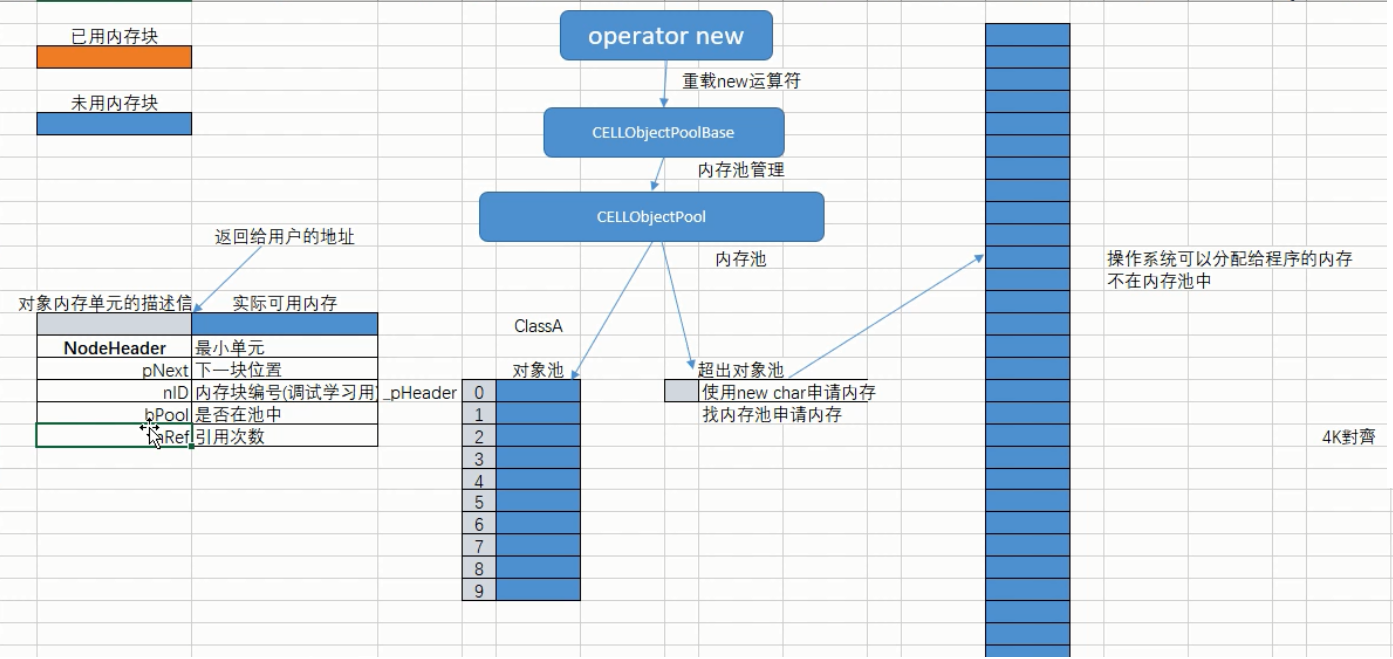 已用内存块
未用内存块
operator new
重载new运算符
CELLObjectPoolBase
内存池管理
CELLObjectPool
内存池
返回给用户的地址
操作系统可以分配给程序的内存
不在内存池中
对象内存单元的描述信
实际可用内存
NodeHeader 最小单元
pNext 下一块位置
nID 内存块编号(调试学习用)
bPool 是否在池中
引用次数
_pHeader
ClassA
对象池
0
1
2
3
4
5
6
7
8
9
超出对象池
使用new char申请内存
找内存池申请内存
4K對齊